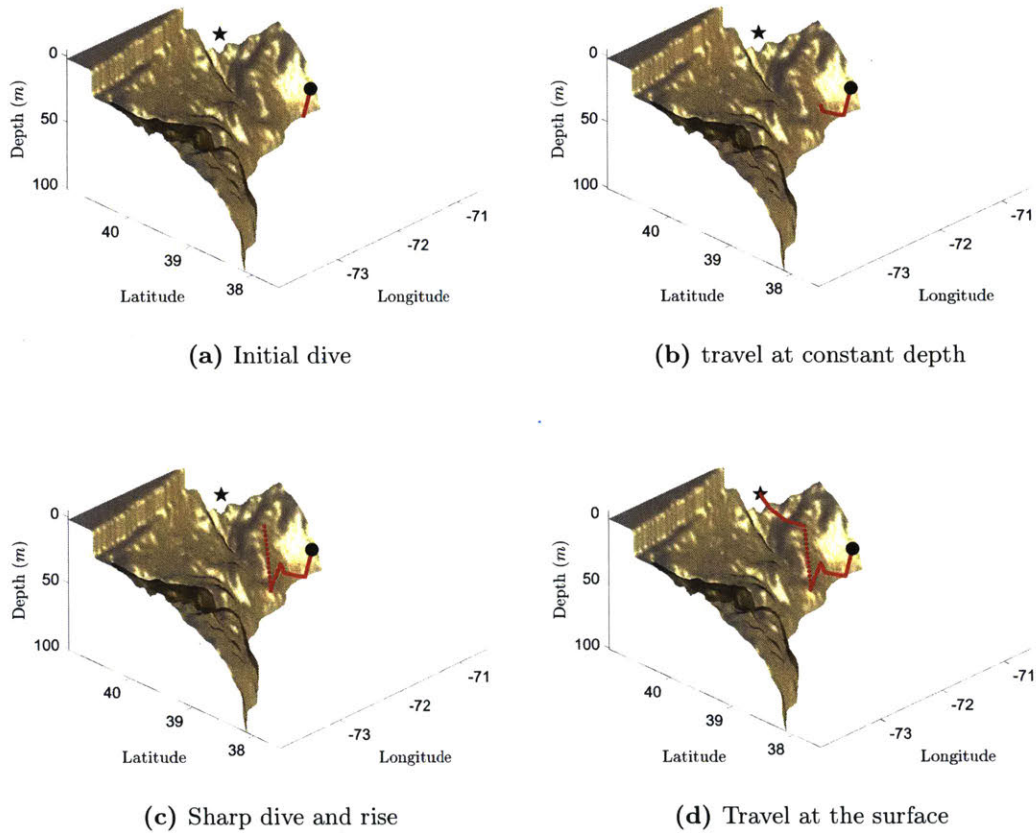 0
50
100
Depth (m)
40
39
38
Latitude
-73
-72
-71
Longitude
(a) Initial dive
0
50
100
Depth (m)
40
39
38
Latitude
-73
-72
-71
Longitude
(b) travel at constant depth
0
50
100
Depth (m)
40
39
38
Latitude
-73
-72
-71
Longitude
(c) Sharp dive and rise
0
50
100
Depth (m)
40
39
38
Latitude
-73
-72
-71
Longitude
(d) Travel at the surface